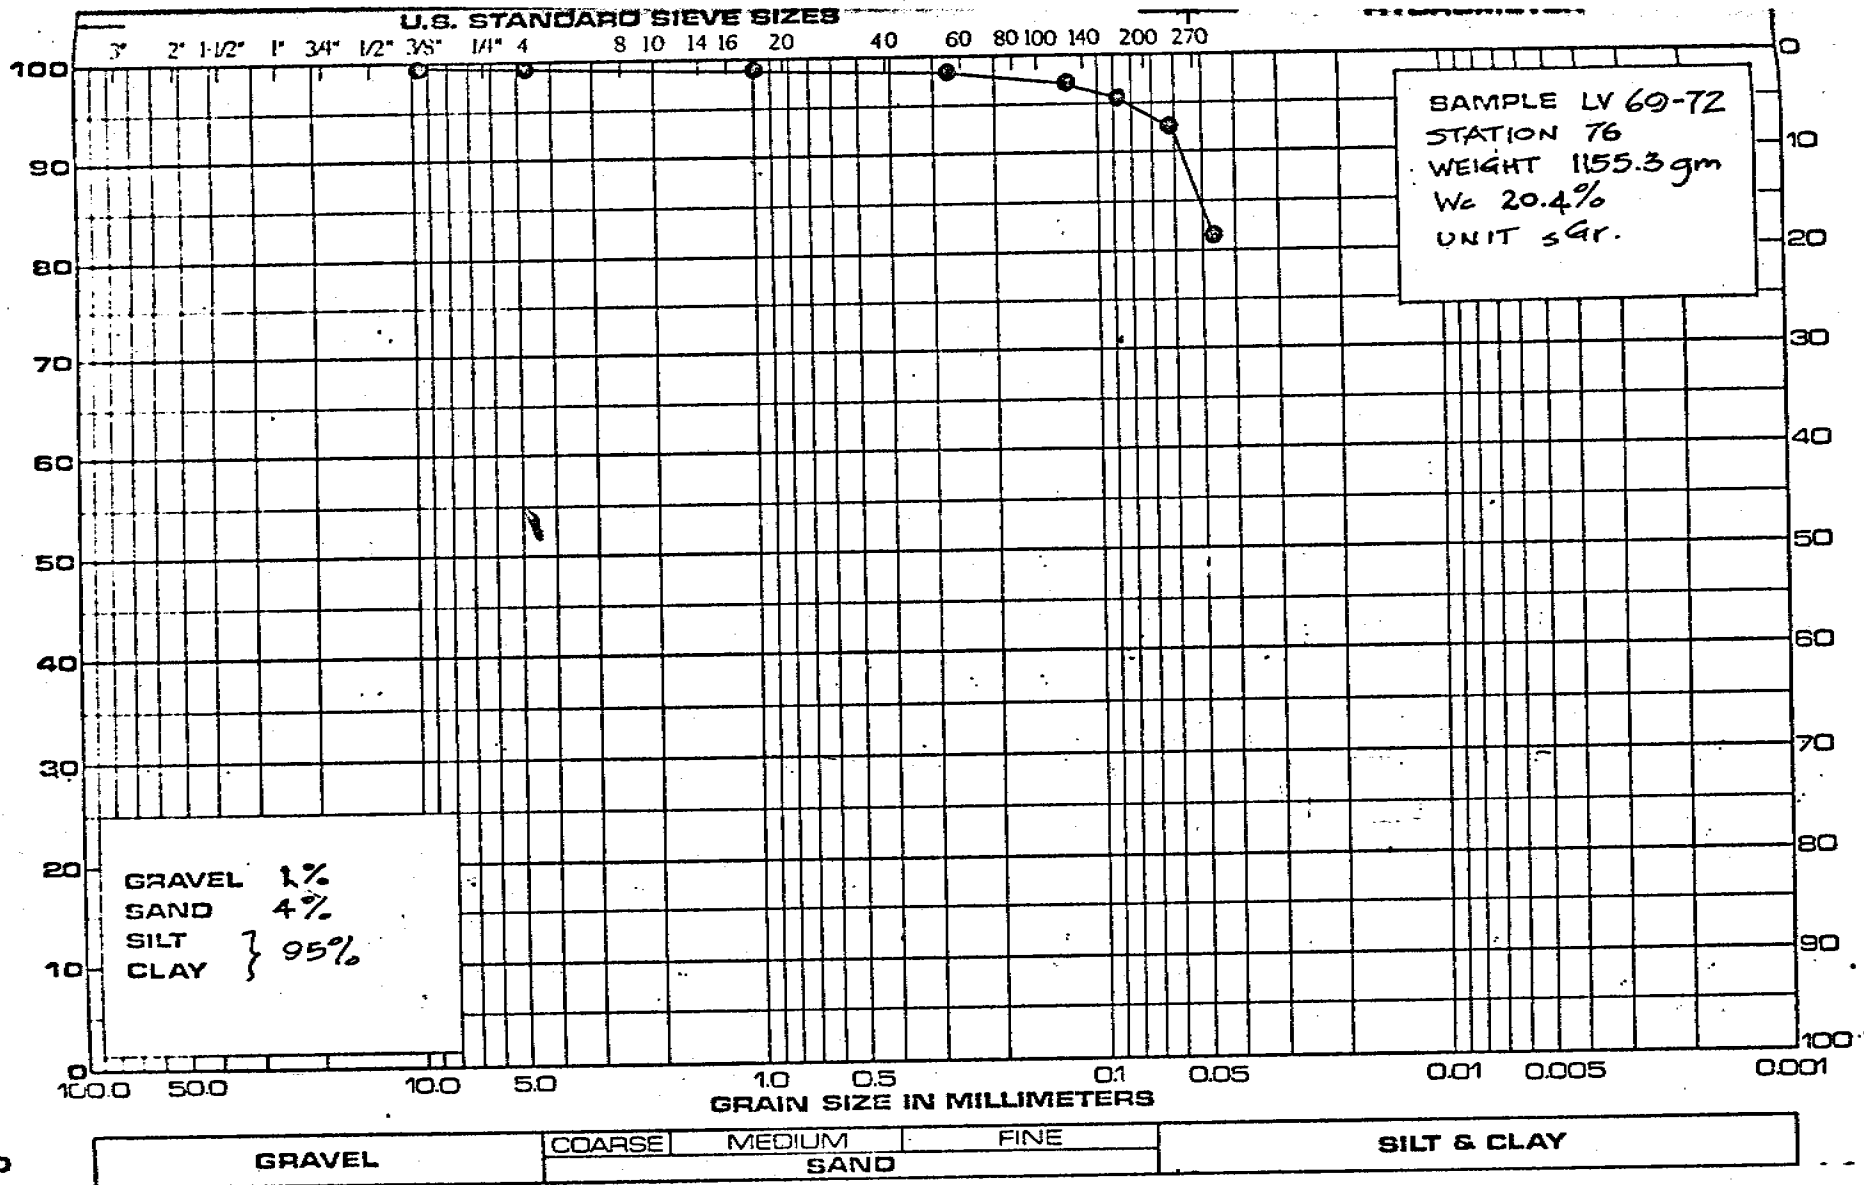 U.S. STANDARD SIEVE SIZES
3" 2" 1-1/2" 1" 3/4" 1/2" 3/8" 1/4" 4 8 10 14 16 20 40 60 80 100 140 200 270
100
90
80
70
60
50
40
30
20
10
0
0
10
20
30
40
50
60
70
80
90
100
SAMPLE LV 69-72
STATION 76
WEIGHT 1155.3 gm
Wc 20.4%
UNIT sGr.
GRAVEL 1%
SAND 4%
SILT
CLAY } 95%
100.0 50.0 10.0 5.0 1.0 0.5 0.1 0.05 0.01 0.005 0.001
GRAIN SIZE IN MILLIMETERS
GRAVEL
COARSE MEDIUM FINE
SAND
SILT & CLAY